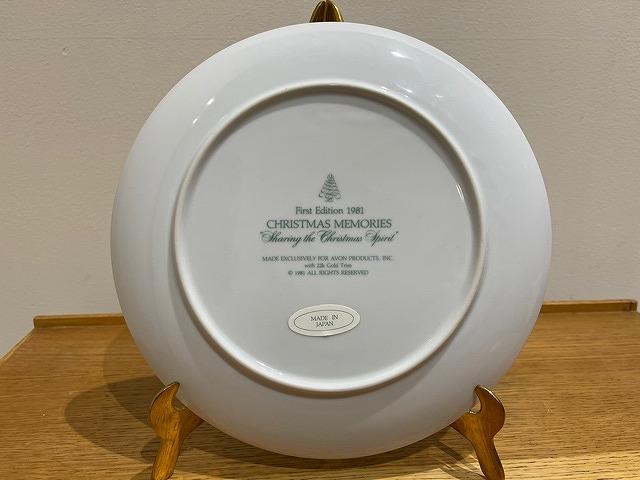 First Edition 1981
CHRISTMAS MEMORIES
"Sharing the Christmas Spirit"
MADE EXCLUSIVELY FOR AVON PRODUCTS, INC.
with 22k Gold Trim
© 1981 ALL RIGHTS RESERVED
MADE IN
JAPAN